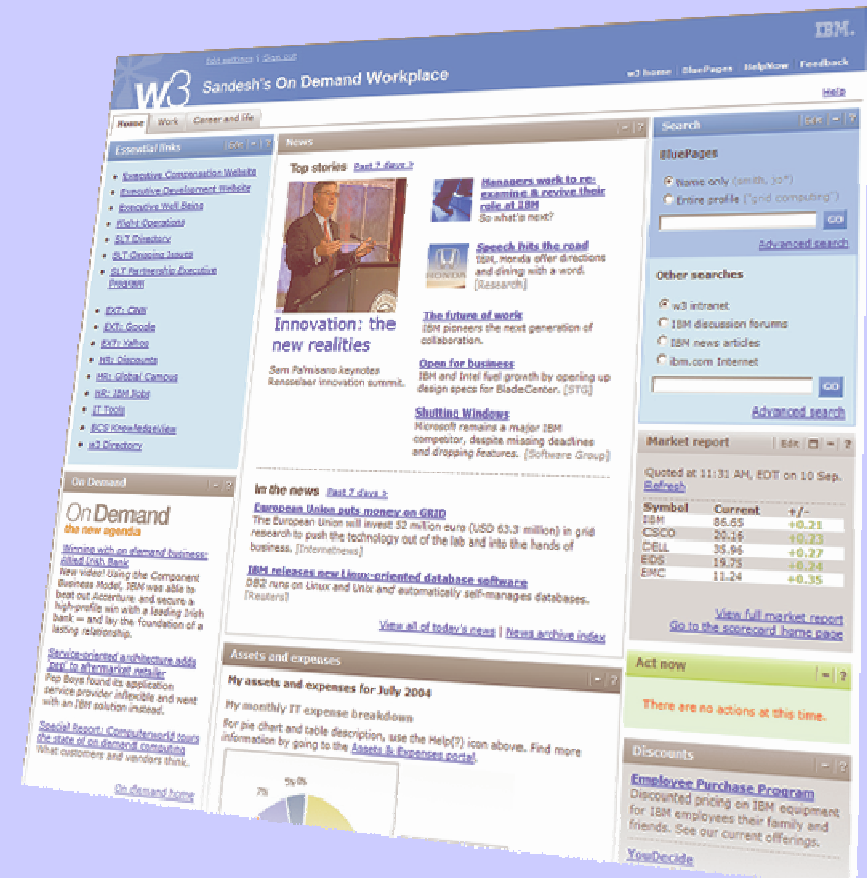 IBM.
Edit settings | Sign out
w3 Sandesh's On Demand Workplace
w3 home | BluePages | HelpNow | Feedback
Help
Home
Work
Career and life
Essential links
Edit | - | ?
Executive Compensation Website
Executive Development Website
Executive Well Being
Flight Operations
SLT Directory
SLT Ongoing Issues
SLT Partnership Executive
Program
EXT: CNN
EXT: Google
EXT: Yahoo
HR: Discounts
HR: Global Campus
HR: IBM Jobs
IT Tools
BCS Knowledgeview
w3 Directory
On Demand
- | ?
On Demand
the new agenda
Winning with on demand business:
Allied Irish Bank
New video! Using the Component
Business Model, IBM was able to
beat out Accenture and secure a
high-profile win with a leading Irish
bank — and lay the foundation of a
lasting relationship.
Service-oriented architecture adds
'pep' to aftermarket retailer
Pep Boys found its application
service provider inflexible and went
with an IBM solution instead.
Special Report: Computerworld tours
the state of on demand computing
What customers and vendors think.
On demand home
News
- | ?
Top stories Past 7 days >
Innovation: the
new realities
Sam Palmisano keynotes
Rensselaer innovation summit.
Managers work to re-
examine & revive their
role at IBM
So what's next?
HONDA
Speech hits the road
IBM, Honda offer directions
and dining with a word.
[Research]
The future of work
IBM pioneers the next generation of
collaboration.
Open for business
IBM and Intel fuel growth by opening up
design specs for BladeCenter. [STG]
Shutting Windows
Microsoft remains a major IBM
competitor, despite missing deadlines
and dropping features. [Software Group]
In the news Past 7 days >
European Union puts money on GRID
The European Union will invest 52 million euro (USD 63.3 million) in grid
research to push the technology out of the lab and into the hands of
business. [Internetnews]
IBM releases new Linux-oriented database software
DB2 runs on Linux and Unix and automatically self-manages databases.
[Reuters]
View all of today's news | News archive index
Assets and expenses
- | ?
My assets and expenses for July 2004
My monthly IT expense breakdown
For pie chart and table description, use the Help(?) icon above. Find more
information by going to the Assets & Expenses portal.
7%
5% 0%
Search
Edit | - | ?
BluePages
Name only (smith, jo*)
Entire profile ("grid computing")
GO
Advanced search
Other searches
w3 intranet
IBM discussion forums
IBM news articles
ibm.com Internet
GO
Advanced search
Market report
Edit - ?
Quoted at 11:31 AM, EDT on 10 Sep.
Refresh
Symbol Current +/-
IBM 86.65 +0.21
CSCO 20.16 +0.23
DELL 35.96 +0.27
EDS 19.75 +0.24
EMC 11.24 +0.35
View full market report
Go to the scorecard home page
Act now
- | ?
There are no actions at this time.
Discounts
- | ?
Employee Purchase Program
Discounted pricing on IBM equipment
for IBM employees their family and
friends. See our current offerings.
YouDecide